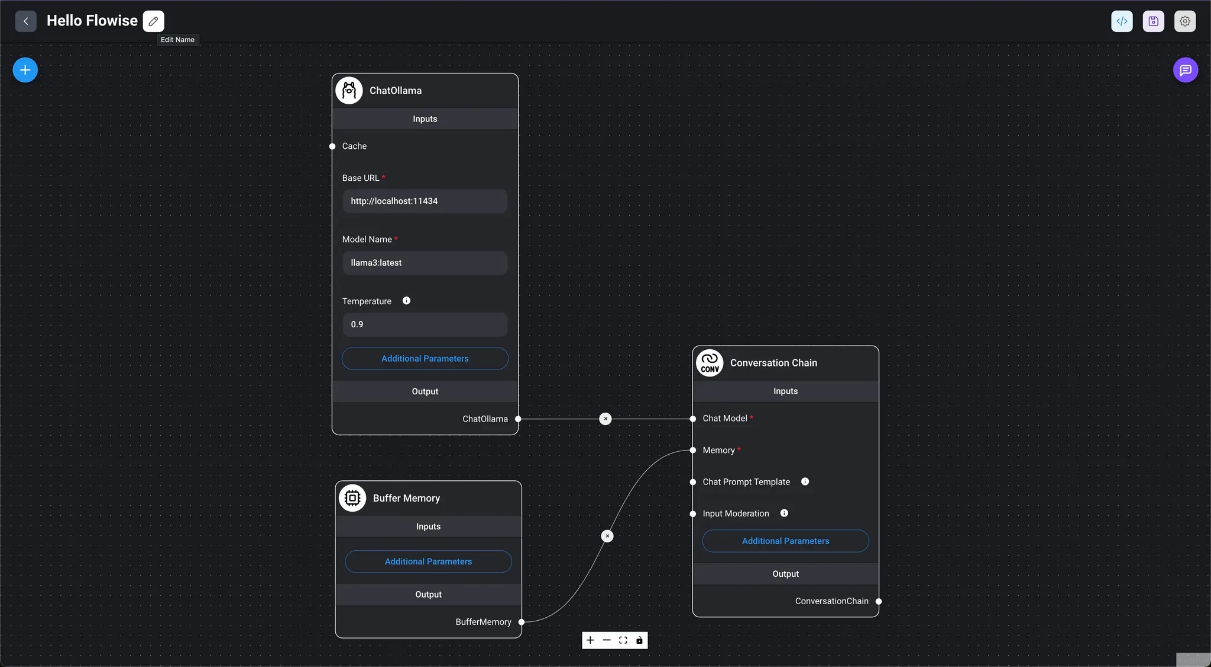 Hello Flowise
Edit Name
ChatOllama
Inputs
Cache
Base URL *
http://localhost:11434
Model Name *
llama3:latest
Temperature
0.9
Additional Parameters
Output
ChatOllama
Buffer Memory
Inputs
Additional Parameters
Output
BufferMemory
CONV
Conversation Chain
Inputs
Chat Model *
Memory *
Chat Prompt Template
Input Moderation
Additional Parameters
Output
ConversationChain